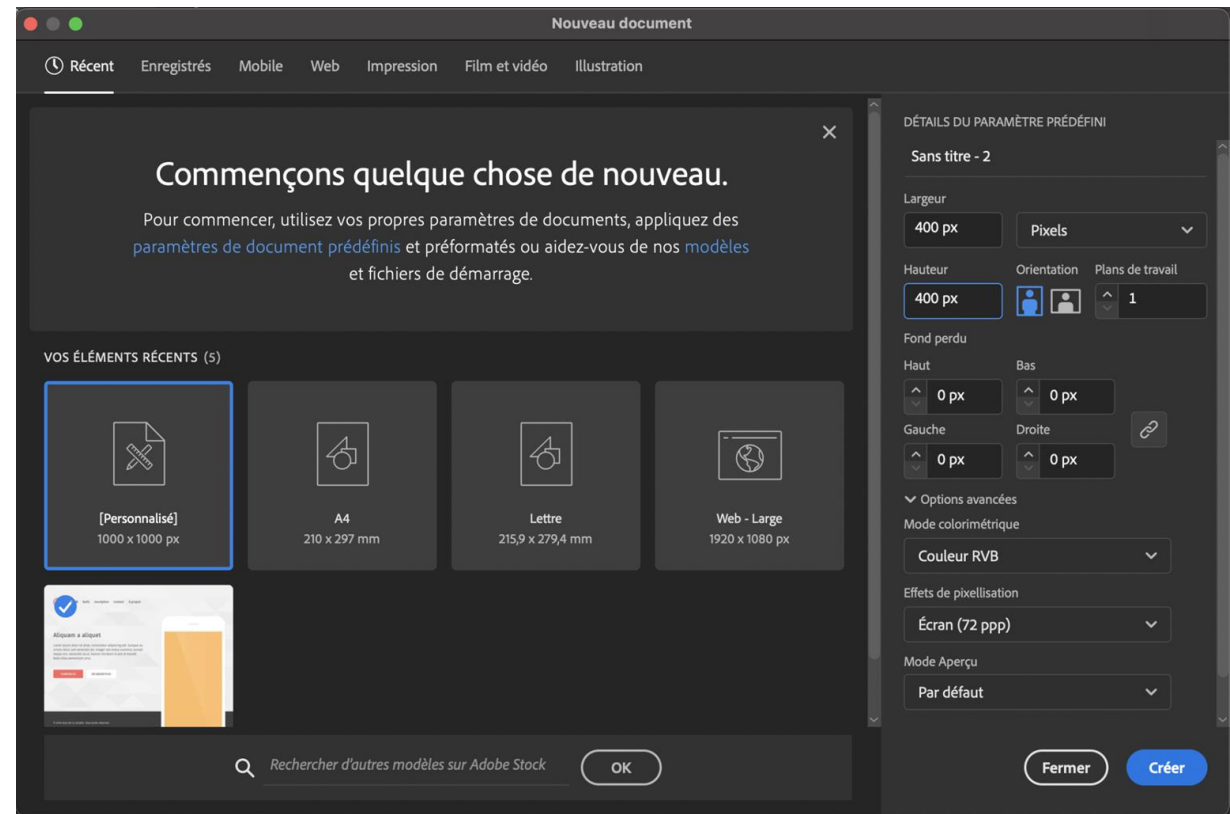 Nouveau document
Récent Enregistrés Mobile Web Impression Film et vidéo Illustration
Commençons quelque chose de nouveau.
Pour commencer, utilisez vos propres paramètres de documents, appliquez des
paramètres de document prédéfinis et préformatés ou aidez-vous de nos modèles
et fichiers de démarrage.
VOS ÉLÉMENTS RÉCENTS (5)
[Personnalisé]
1000 x 1000 px
A4
210 x 297 mm
Lettre
215,9 x 279,4 mm
Web - Large
1920 x 1080 px
Aliquam a aliquet
Rechercher d'autres modèles sur Adobe Stock
OK
DÉTAILS DU PARAMÈTRE PRÉDÉFINI
Sans titre - 2
Largeur
400 px Pixels
Hauteur Orientation Plans de travail
400 px 1
Fond perdu
Haut Bas
0 px 0 px
Gauche Droite
0 px 0 px
Options avancées
Mode colorimétrique
Couleur RVB
Effets de pixellisation
Écran (72 ppp)
Mode Aperçu
Par défaut
Fermer Créer